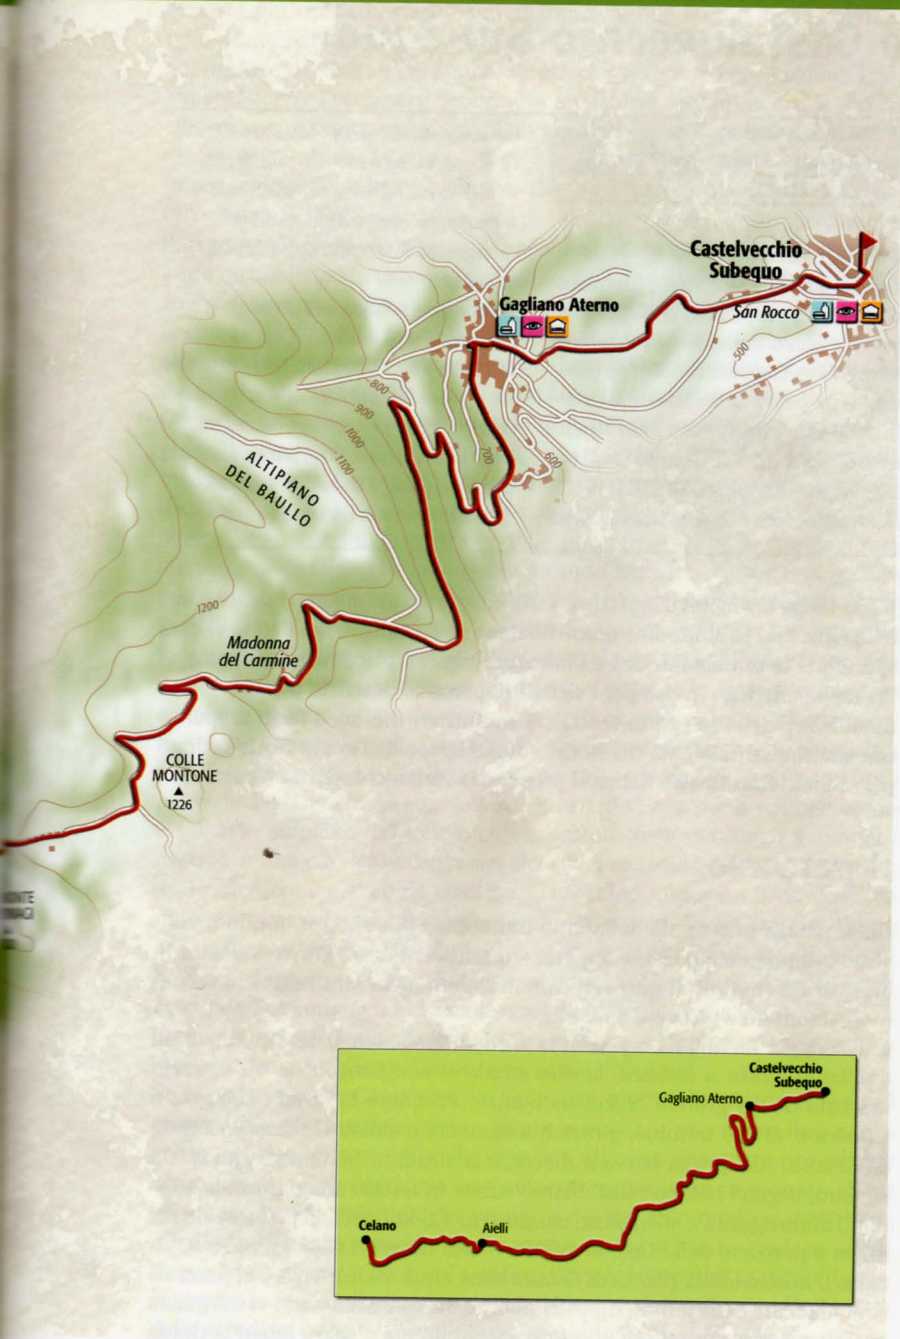 Castelvecchio
Subequo
Gagliano Aterno
San Rocco
500
800
900
1000
1100
700
600
ALTIPIANO
DEL BAULLO
1200
Madonna
del Carmine
COLLE
MONTONE
1226
Castelvecchio
Subequo
Gagliano Aterno
Celano
Aielli